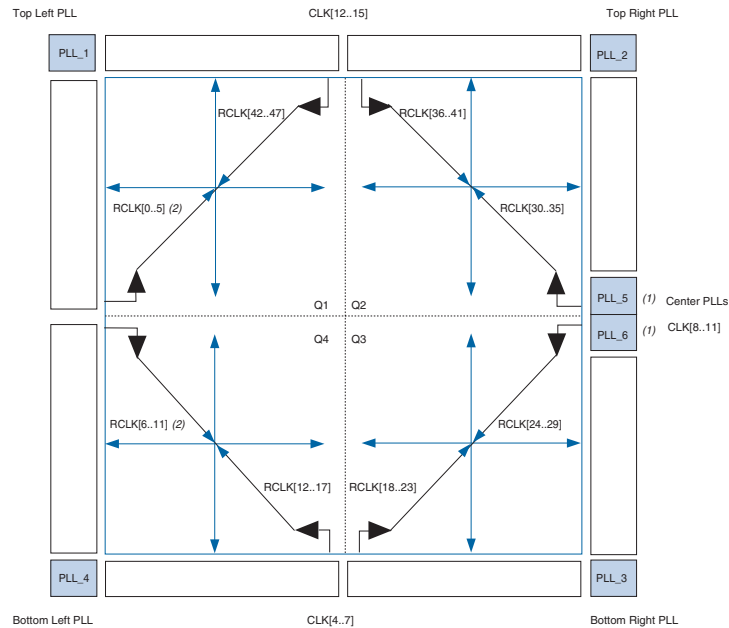 Top Left PLL
CLK[12..15]
Top Right PLL
PLL_1
PLL_2
RCLK[42..47]
RCLK[36..41]
RCLK[0..5] (2)
RCLK[30..35]
Q1
Q2
PLL_5
(1)
Center PLLs
PLL_6
(1)
CLK[8..11]
Q4
Q3
RCLK[6..11] (2)
RCLK[24..29]
RCLK[12..17]
RCLK[18..23]
PLL_4
PLL_3
Bottom Left PLL
CLK[4..7]
Bottom Right PLL